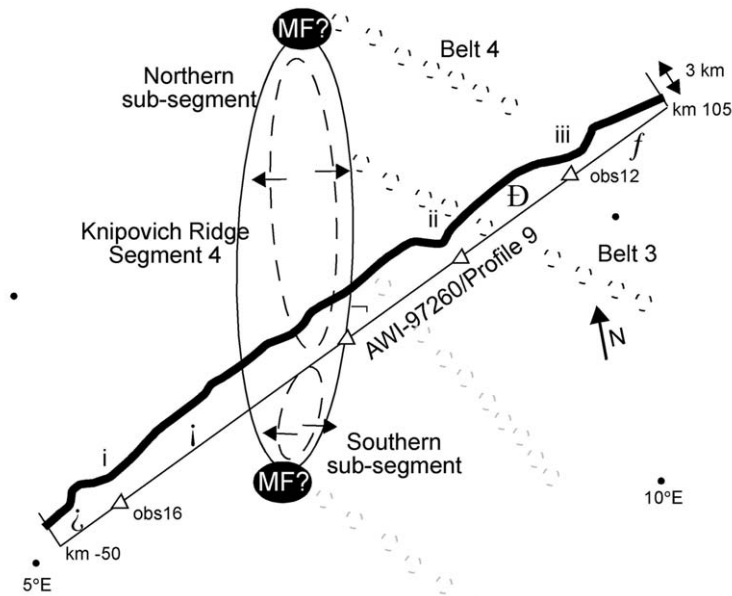 MF?
Belt 4
Northern
sub-segment
3 km
km 105
iii
f
obs12
Đ
ii
Knipovich Ridge
Segment 4
Belt 3
AWI-97260/Profile 9
N
¬
Southern
sub-segment
i
¡
MF?
10°E
obs16
¿
km -50
5°E